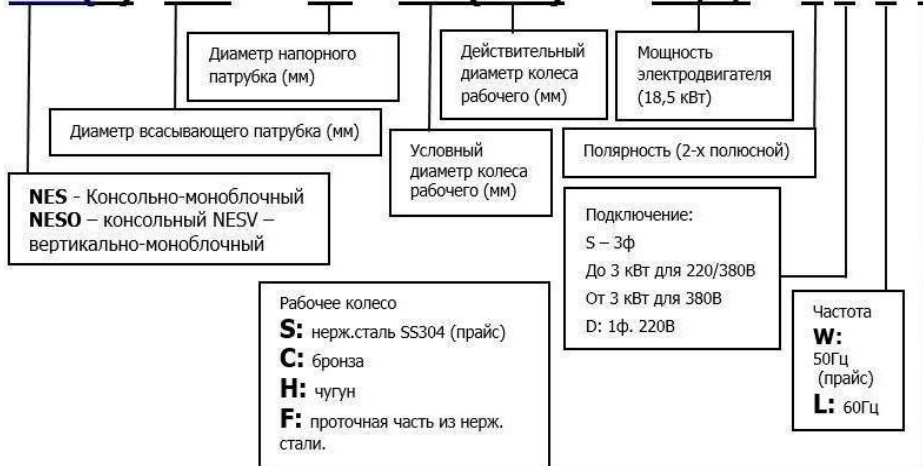 Диаметр напорного
патрубка (мм)
Действительный
диаметр колеса
рабочего (мм)
Мощность
электродвигателя
(18,5 кВт)
Диаметр всасывающего патрубка (мм)
Условный
диаметр колеса
рабочего (мм)
Полярность (2-х полюсной)
NES - Консольно-моноблочный
NESO – консольный NESV –
вертикально-моноблочный
Подключение:
S – 3ф
До 3 кВт для 220/380В
От 3 кВт для 380В
D: 1ф. 220В
Рабочее колесо
S: нерж.сталь SS304 (прайс)
C: бронза
H: чугун
F: проточная часть из нерж.
стали.
Частота
W:
50Гц
(прайс)
L: 60Гц